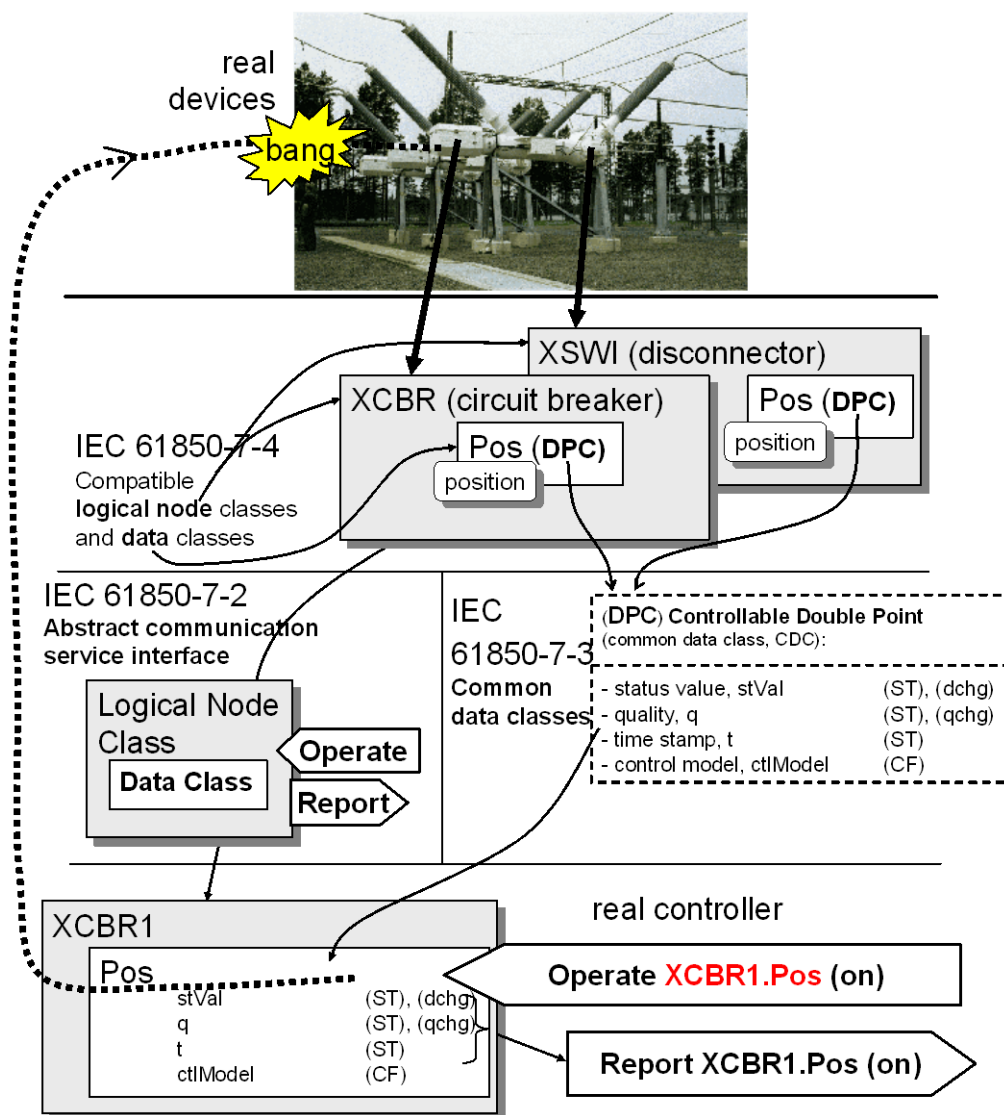 real
devices
bang
XSWI (disconnector)
Pos (DPC)
position
XCBR (circuit breaker)
Pos (DPC)
position
IEC 61850-7-4
Compatible
logical node classes
and data classes
IEC 61850-7-2
Abstract communication
service interface
Logical Node
Class
Data Class
Operate
Report
IEC
61850-7-3
Common
data classes
(DPC) Controllable Double Point
(common data class, CDC):
- status value, stVal (ST), (dchg)
- quality, q (ST), (qchg)
- time stamp, t (ST)
- control model, ctlModel (CF)
real controller
XCBR1
Pos
stVal (ST), (dchg)
q (ST), (qchg)
t (ST)
ctlModel (CF)
Operate XCBR1.Pos (on)
Report XCBR1.Pos (on)